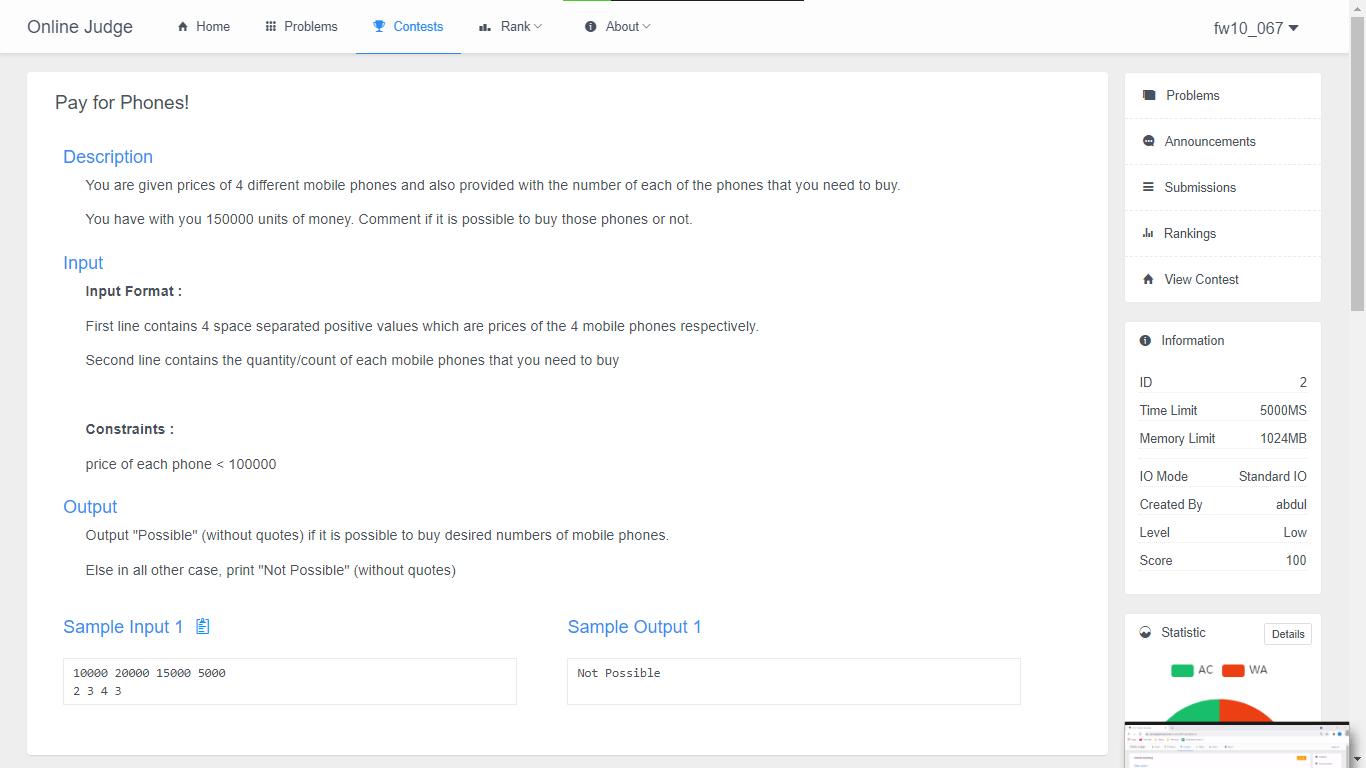 Online Judge
Home
Problems
Contests
Rank
About
fw10_067
Pay for Phones!
Description
You are given prices of 4 different mobile phones and also provided with the number of each of the phones that you need to buy.
You have with you 150000 units of money. Comment if it is possible to buy those phones or not.
Input
Input Format :
First line contains 4 space separated positive values which are prices of the 4 mobile phones respectively.
Second line contains the quantity/count of each mobile phones that you need to buy
Constraints :
price of each phone < 100000
Output
Output "Possible" (without quotes) if it is possible to buy desired numbers of mobile phones.
Else in all other case, print "Not Possible" (without quotes)
Sample Input 1
10000 20000 15000 5000
2 3 4 3
Sample Output 1
Not Possible
Problems
Announcements
Submissions
Rankings
View Contest
Information
ID 2
Time Limit 5000MS
Memory Limit 1024MB
IO Mode Standard IO
Created By abdul
Level Low
Score 100
Statistic Details
AC WA